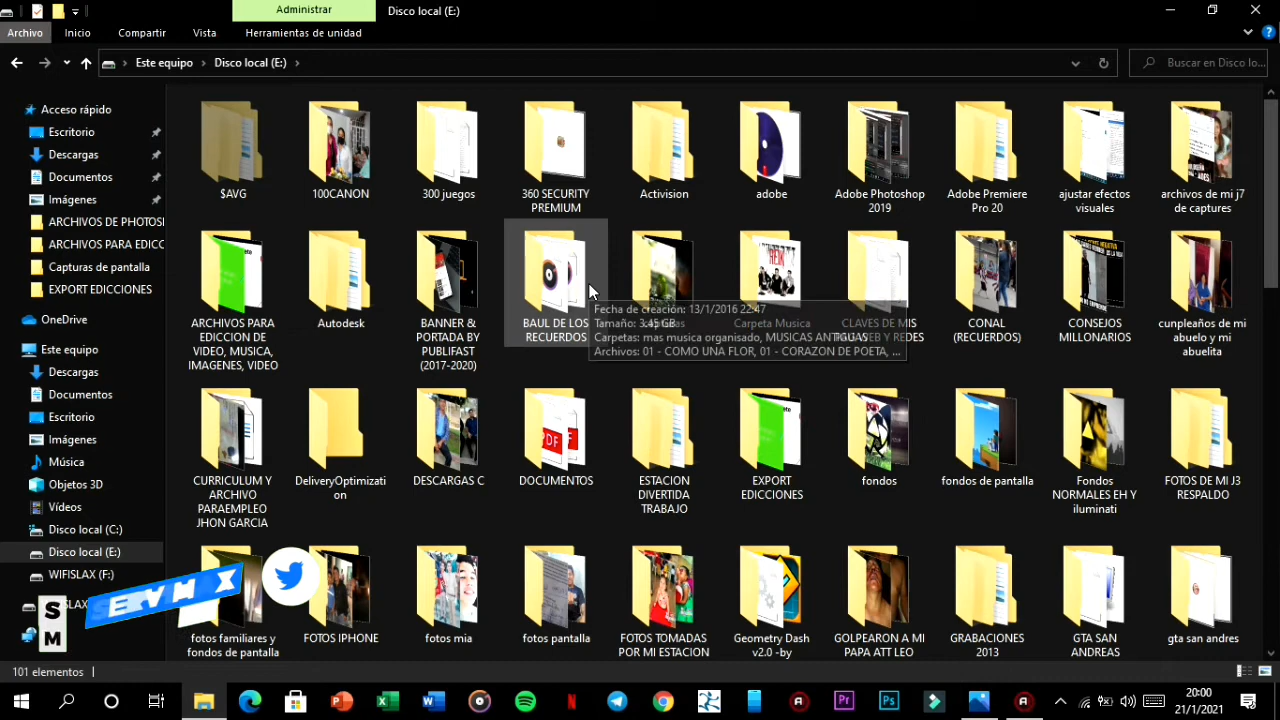 Administrar
Disco local (E:)
Archivo
Inicio
Compartir
Vista
Herramientas de unidad
Este equipo
Disco local (E:)
Buscar en Disco lo...
Acceso rápido
Escritorio
Descargas
Documentos
Imágenes
ARCHIVOS DE PHOTOS
ARCHIVOS PARA EDICC
Capturas de pantalla
EXPORT EDICCIONES
OneDrive
Este equipo
Descargas
Documentos
Escritorio
Imágenes
Música
Objetos 3D
Vídeos
Disco local (C:)
Disco local (E:)
WIFISLAX (F:)
$AVG
100CANON
300 juegos
360 SECURITY
PREMIUM
Activision
adobe
Adobe Photoshop
2019
Adobe Premiere
Pro 20
ajustar efectos
visuales
archivos de mi j7
de captures
ARCHIVOS PARA
EDICCION DE
VIDEO, MUSICA,
IMAGENES, VIDEO
Autodesk
BANNER &
PORTADA BY
PUBLIFAST
(2017-2020)
BAUL DE LOS
RECUERDOS
Carpeta Musica
CLAVES DE MIS
WEB Y REDES
CONAL
(RECUERDOS)
CONSEJOS
MILLONARIOS
cunpleaños de mi
abuelo y mi
abuelita
Fecha de creación: 13/1/2016 22:47
Tamaño: 3,45 GB
Carpetas: mas musica organisado, MUSICAS ANTIGUAS
Archivos: 01 - COMO UNA FLOR, 01 - CORAZON DE POETA, ...
CURRICULUM Y
ARCHIVO
PARAEMPLEO
JHON GARCIA
DeliveryOptimizati
on
DESCARGAS C
DOCUMENTOS
ESTACION
DIVERTIDA
TRABAJO
EXPORT
EDICCIONES
fondos
fondos de pantalla
Fondos
NORMALES EH Y
iluminati
FOTOS DE MI J3
RESPALDO
fotos familiares y
fondos de pantalla
FOTOS IPHONE
fotos mia
fotos pantalla
FOTOS TOMADAS
POR MI ESTACION
Geometry Dash
v2.0 -by
GOLPEARON A MI
PAPA ATT LEO
GRABACIONES
2013
GTA SAN
ANDREAS
gta san andres
S
M
101 elementos
20:00
21/1/2021